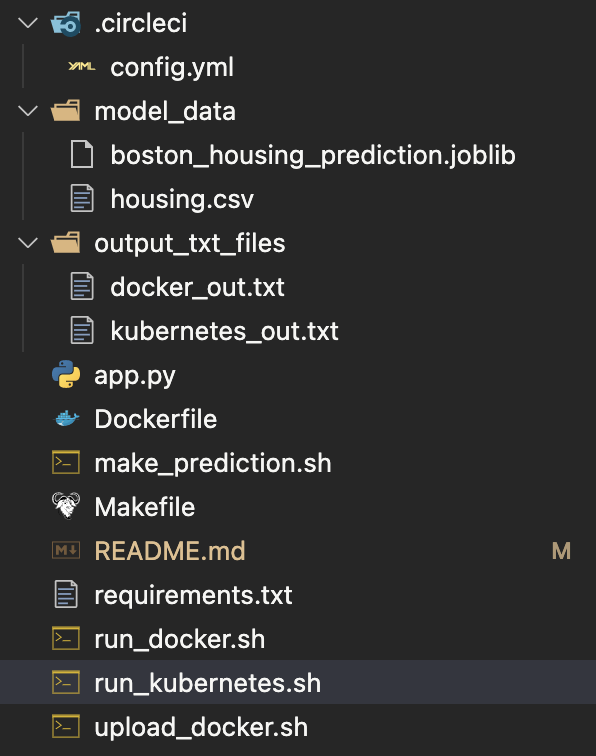 .circleci
YAML config.yml
model_data
boston_housing_prediction.joblib
housing.csv
output_txt_files
docker_out.txt
kubernetes_out.txt
app.py
Dockerfile
>_ make_prediction.sh
Makefile
M↓ README.md M
requirements.txt
>_ run_docker.sh
>_ run_kubernetes.sh
>_ upload_docker.sh